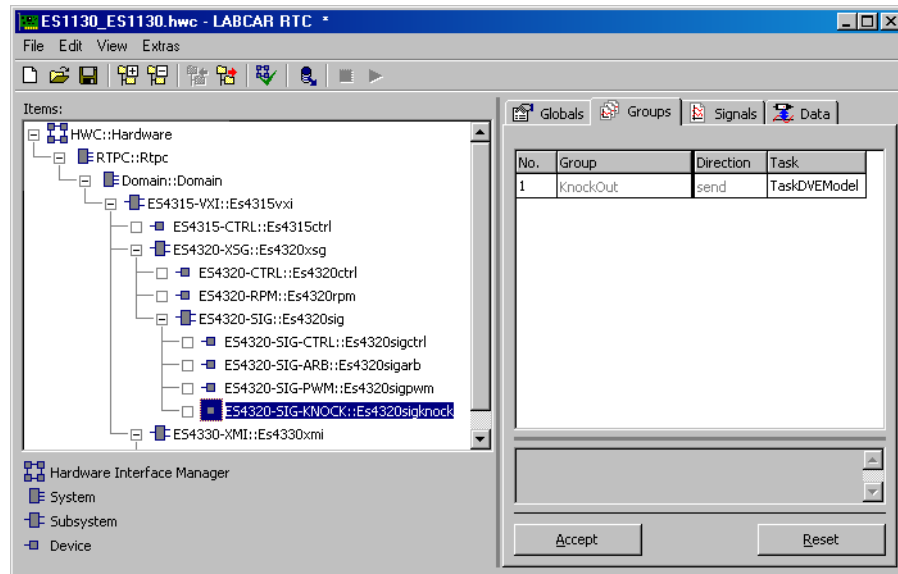 ES1130_ES1130.hwc - LABCAR RTC *
File Edit View Extras
Items:
HWC::Hardware
RTPC::Rtpc
Domain::Domain
ES4315-VXI::Es4315vxi
ES4315-CTRL::Es4315ctrl
ES4320-XSG::Es4320xsg
ES4320-CTRL::Es4320ctrl
ES4320-RPM::Es4320rpm
ES4320-SIG::Es4320sig
ES4320-SIG-CTRL::Es4320sigctrl
ES4320-SIG-ARB::Es4320sigarb
ES4320-SIG-PWM::Es4320sigpwm
ES4320-SIG-KNOCK::Es4320sigknock
ES4330-XMI::Es4330xmi
Hardware Interface Manager
System
Subsystem
Device
Globals Groups Signals Data
No. Group Direction Task
1 KnockOut send TaskDVEModel
Accept Reset